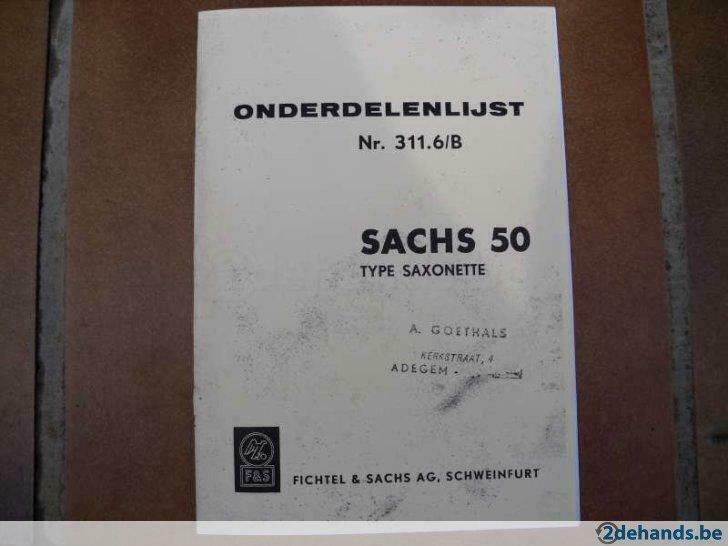 ONDERDELENLIJST
Nr. 311.6/B
SACHS 50
TYPE SAXONETTE
A. GOETHALS
KERKSTRAAT, 4
ADEGEM -
F&S
FICHTEL & SACHS AG, SCHWEINFURT
2dehands.be